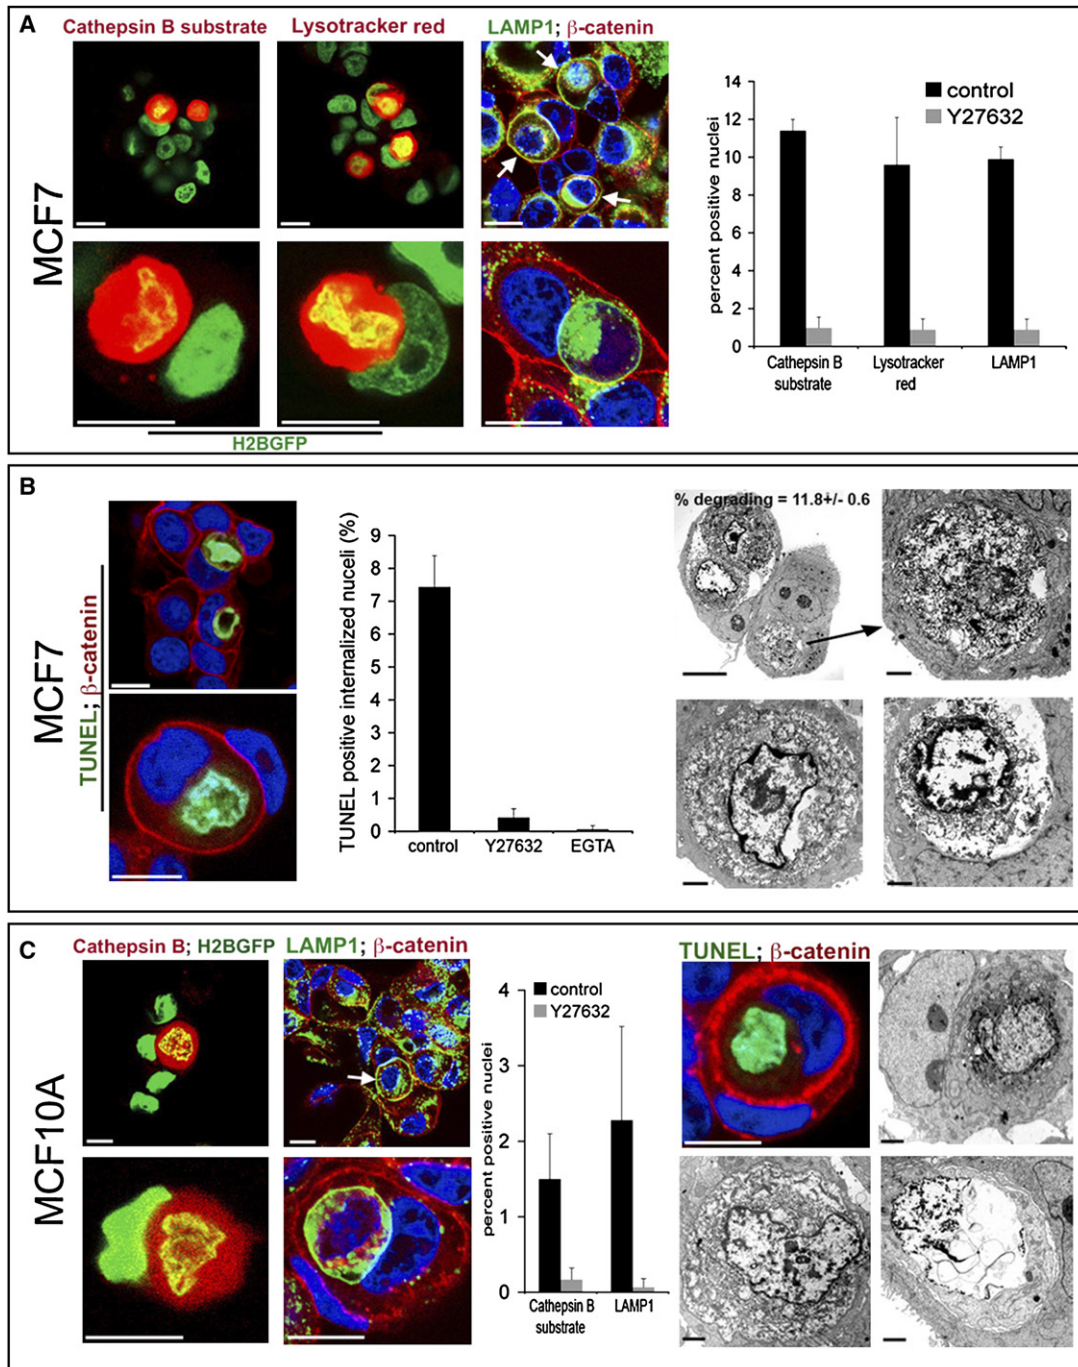 A
Cathepsin B substrate
Lysotracker red
LAMP1; β-catenin
MCF7
H2BGFP
percent positive nuclei
14
12
10
8
6
4
2
0
control
Y27632
Cathepsin B
substrate
Lysotracker
red
LAMP1
B
MCF7
TUNEL; β-catenin
TUNEL positive internalized nuceli (%)
9
8
7
6
5
4
3
2
1
0
control
Y27632
EGTA
% degrading = 11.8+/- 0.6
C
Cathepsin B; H2BGFP
LAMP1; β-catenin
MCF10A
percent positive nuclei
4
3
2
1
0
control
Y27632
Cathepsin B
substrate
LAMP1
TUNEL; β-catenin